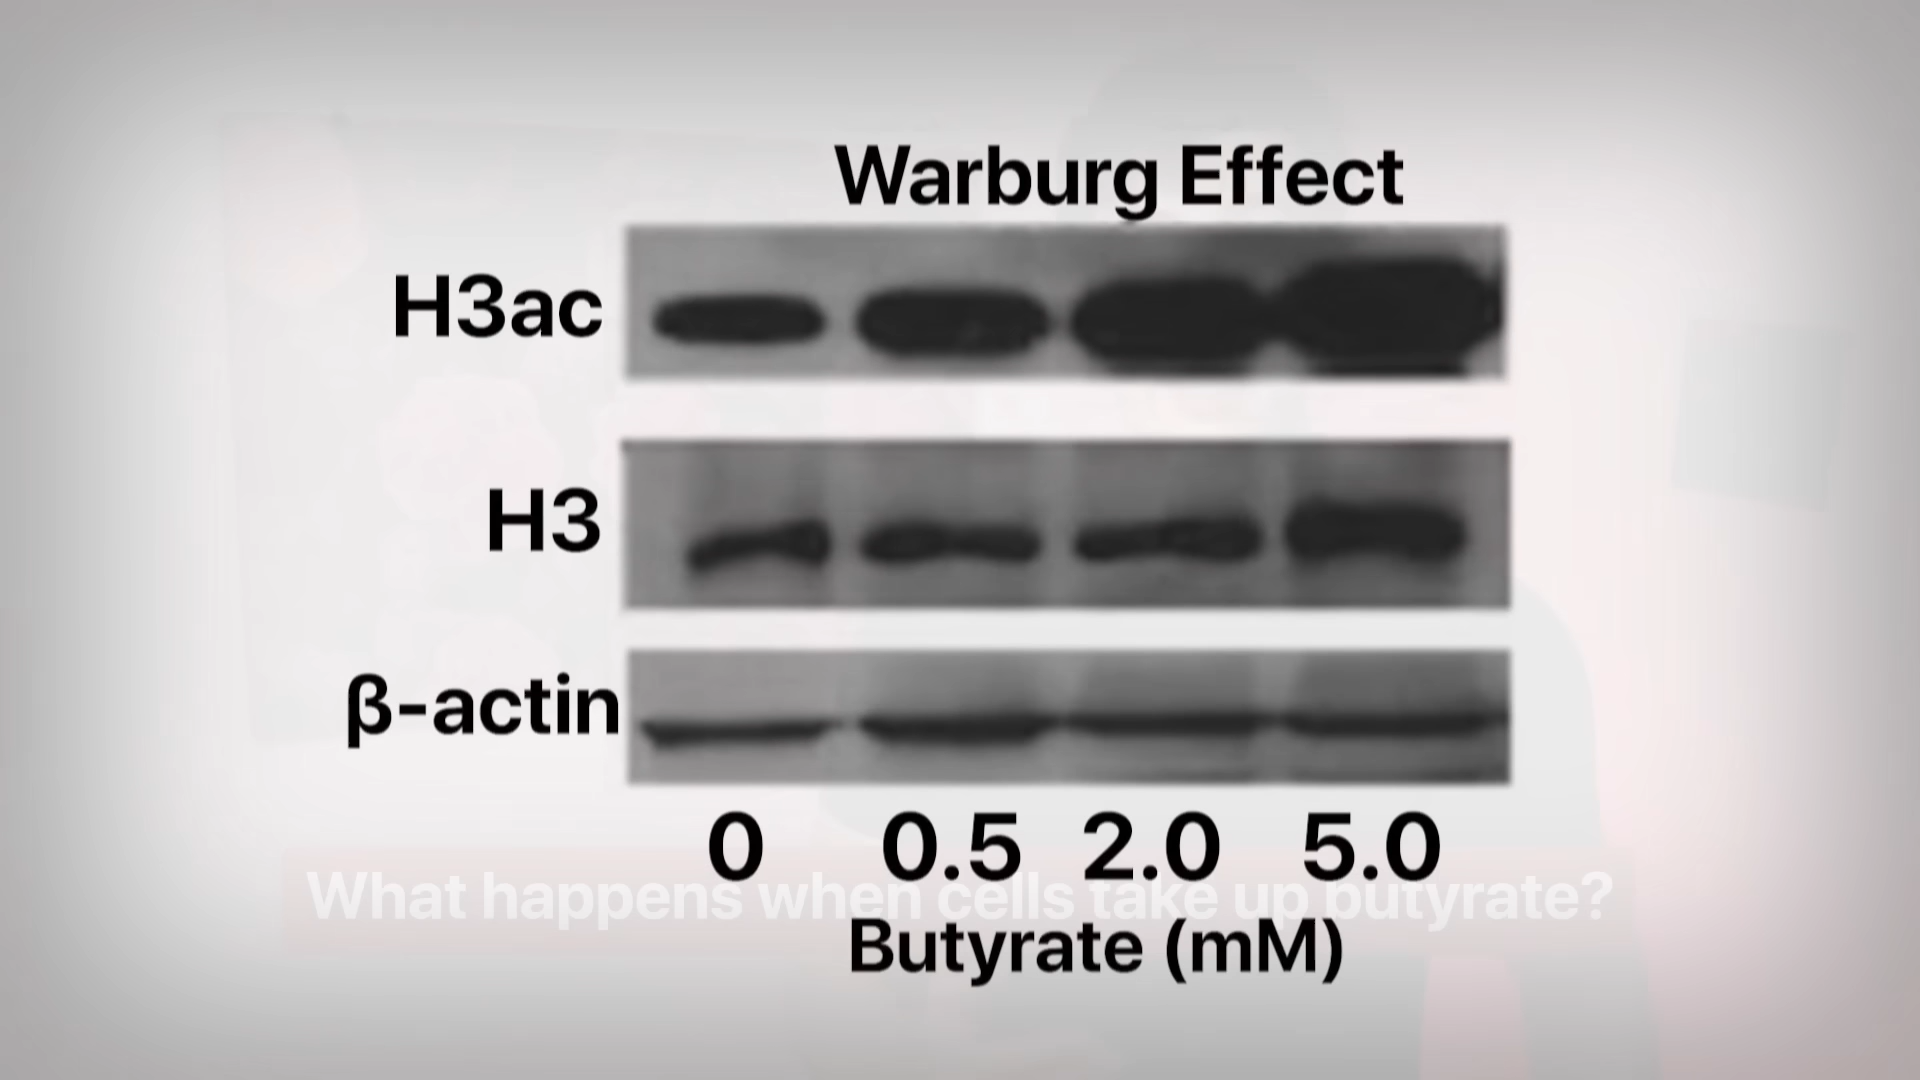 Warburg Effect
H3ac
H3
β-actin
0 0.5 2.0 5.0
What happens when cells take up butyrate?
Butyrate (mM)